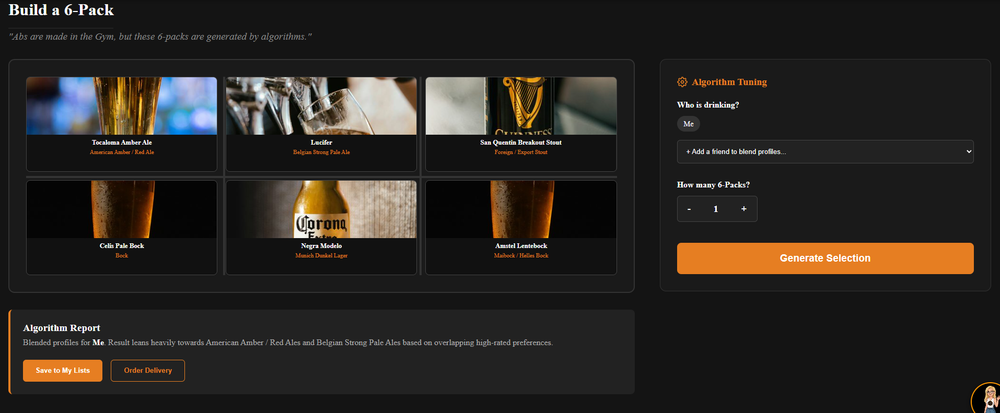 Build a 6-Pack
"Abs are made in the Gym, but these 6-packs are generated by algorithms."
1759
GUINNESS
Tocaloma Amber Ale
American Amber / Red Ale
Lucifer
Belgian Strong Pale Ale
San Quentin Breakout Stout
Foreign / Export Stout
Corona
Extra
Celis Pale Bock
Bock
Negra Modelo
Munich Dunkel Lager
Amstel Lentebock
Maibock / Helles Bock
Algorithm Tuning
Who is drinking?
Me
+ Add a friend to blend profiles...
How many 6-Packs?
- 1 +
Generate Selection
Algorithm Report
Blended profiles for Me. Result leans heavily towards American Amber / Red Ales and Belgian Strong Pale Ales based on overlapping high-rated preferences.
Save to My Lists
Order Delivery